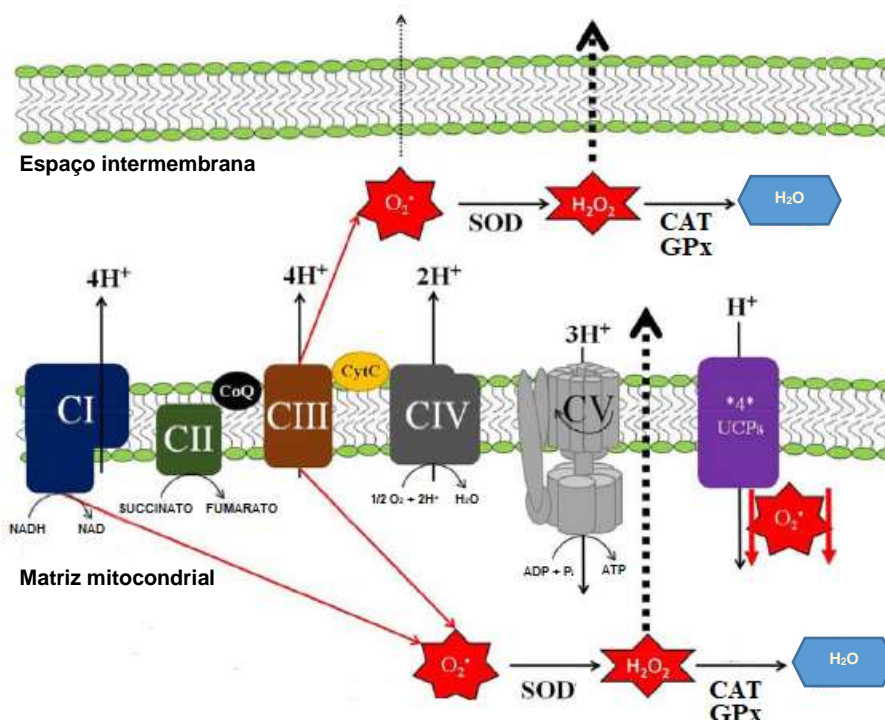 Espaço intermembrana
O₂•
SOD
H₂O₂
CAT
GPx
H₂O
4H⁺
4H⁺
2H⁺
3H⁺
H⁺
CI
CII
CoQ
CIII
CytC
CIV
CV
*4*
UCPs
NADH
NAD
SUCCINATO
FUMARATO
1/2 O₂ + 2H⁺
H₂O
ADP + Pᵢ
ATP
O₂•
Matriz mitocondrial
O₂•
SOD
H₂O₂
CAT
GPx
H₂O